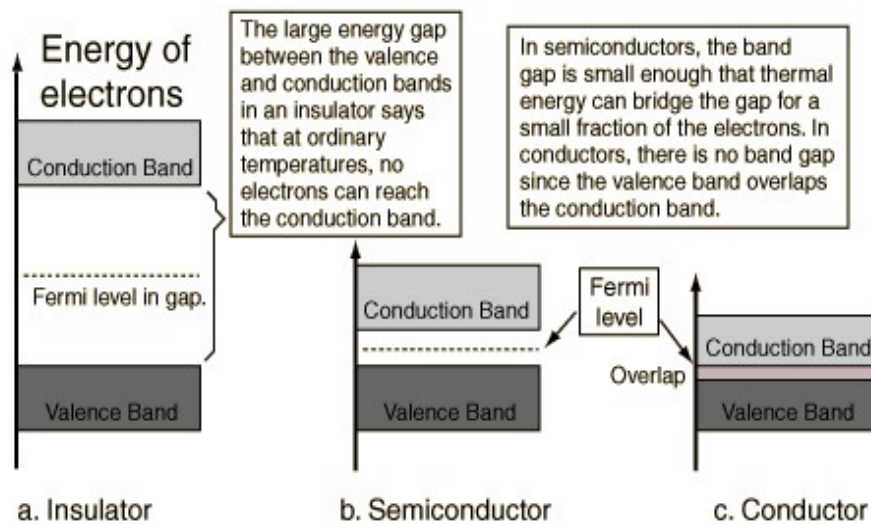 Energy of
electrons
Conduction Band
Fermi level in gap.
Valence Band
a. Insulator
The large energy gap
between the valence
and conduction bands
in an insulator says
that at ordinary
temperatures, no
electrons can reach
the conduction band.
Conduction Band
Valence Band
b. Semiconductor
In semiconductors, the band
gap is small enough that thermal
energy can bridge the gap for a
small fraction of the electrons. In
conductors, there is no band gap
since the valence band overlaps
the conduction band.
Fermi
level
Conduction Band
Overlap
Valence Band
c. Conductor